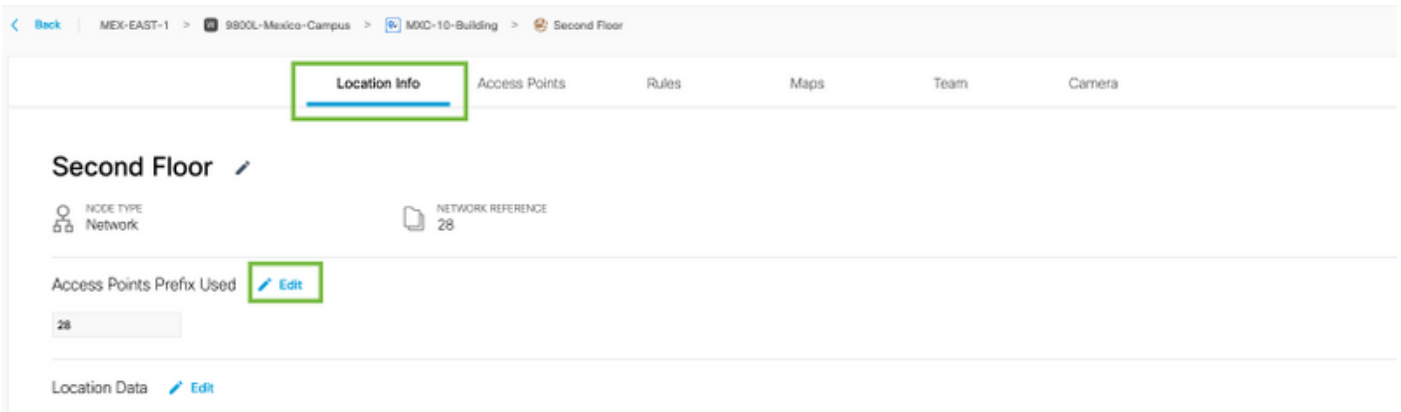 Back MEX-EAST-1 > 9800L-Mexico-Campus > MXC-10-Building > Second Floor
Location Info Access Points Rules Maps Team Camera
Second Floor
NODE TYPE NETWORK REFERENCE
Network 28
Access Points Prefix Used Edit
28
Location Data Edit